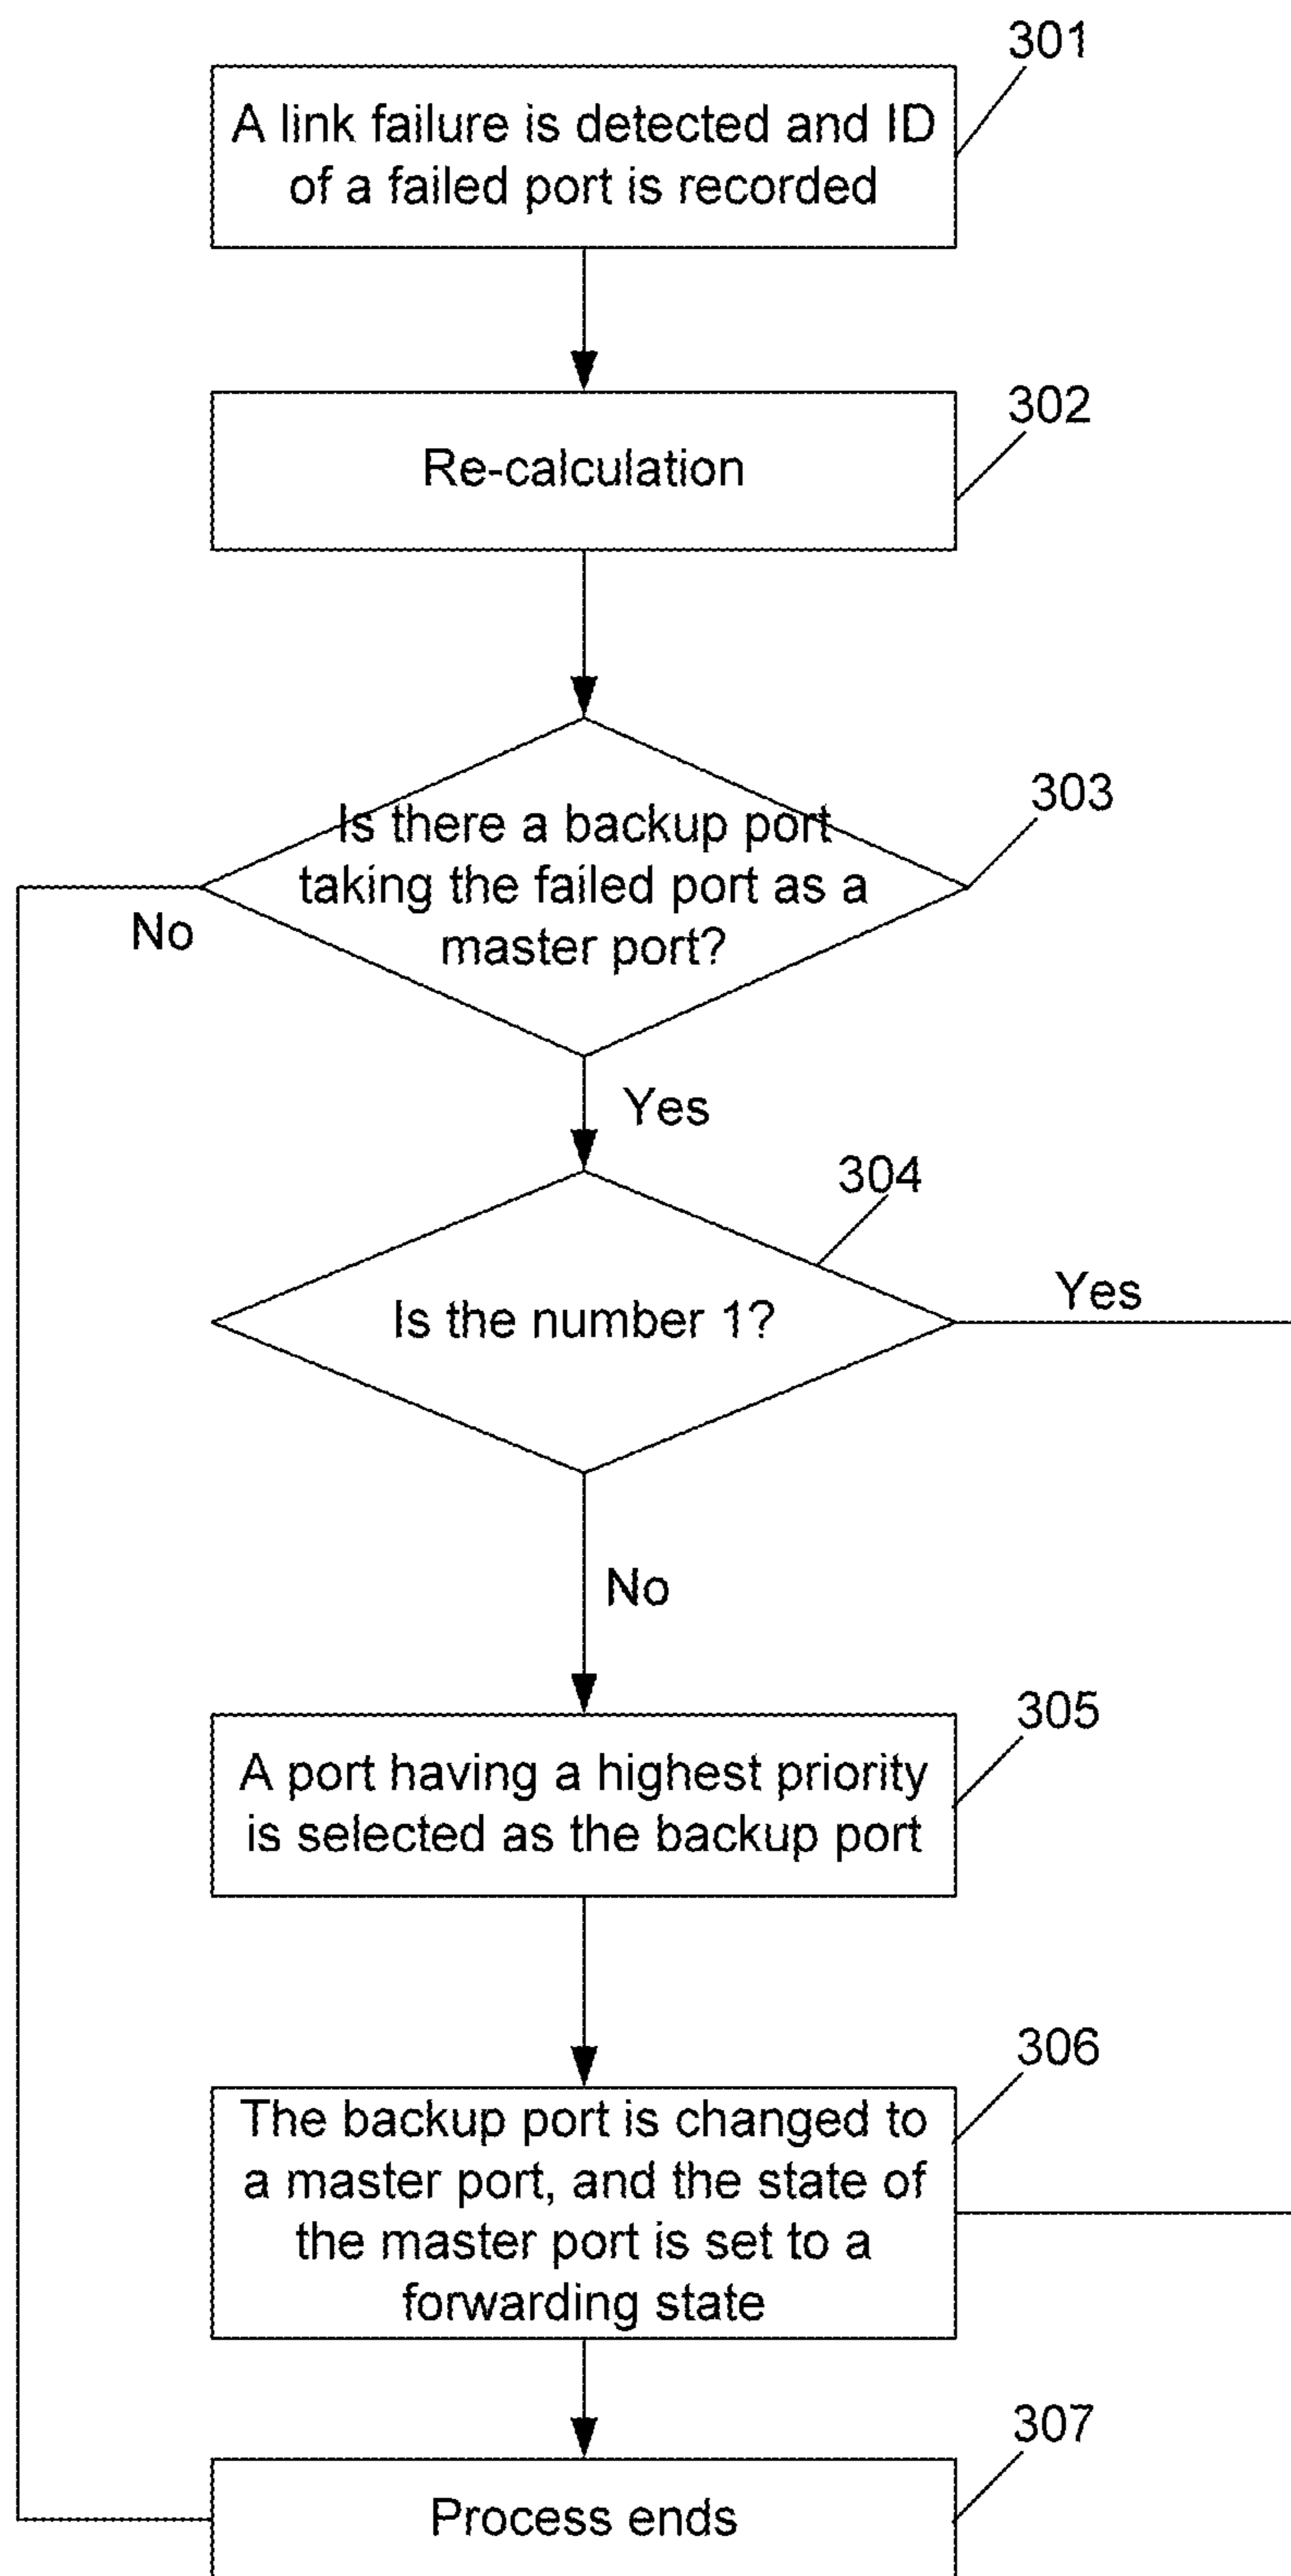 301
A link failure is detected and ID
of a failed port is recorded
302
Re-calculation
303
Is there a backup port
taking the failed port as a
master port?
No
Yes
304
Is the number 1?
Yes
No
305
A port having a highest priority
is selected as the backup port
306
The backup port is changed to
a master port, and the state of
the master port is set to a
forwarding state
307
Process ends